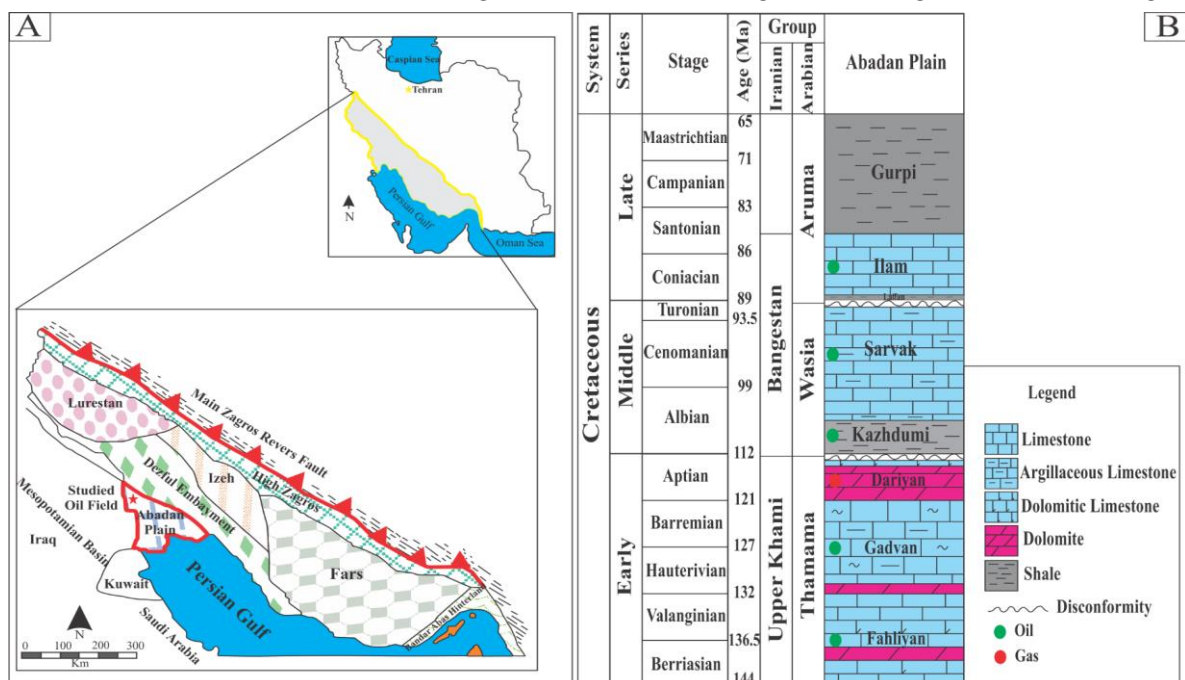 A
Caspian Sea
Tehran
N
Persian Gulf
Oman Sea
Lurestan
Main Zagros Revers Fault
Dezful Embayment
Izeh
High Zagros
Studied
Oil Field
Abadan
Plain
Mesopotamian Basin
Iraq
Kuwait
Fars
Persian Gulf
Bandar Abas Hinterland
Saudi Arabia
N
0 100 200 300
Km
B
System
Series
Stage
Age (Ma)
Group
Iranian
Arabian
Abadan Plain
Cretaceous
Late
Middle
Early
Maastrichtian
Campanian
Santonian
Coniacian
Turonian
Cenomanian
Albian
Aptian
Barremian
Hauterivian
Valanginian
Berriasian
65
71
83
86
89
93.5
99
112
121
127
132
136.5
144
Bangestan
Upper Khami
Aruma
Wasia
Thamama
Gurpi
Ilam
Laffan
Sarvak
Kazhdumi
Dariyan
Gadvan
Fahliyan
Legend
Limestone
Argillaceous Limestone
Dolomitic Limestone
Dolomite
Shale
Disconformity
Oil
Gas